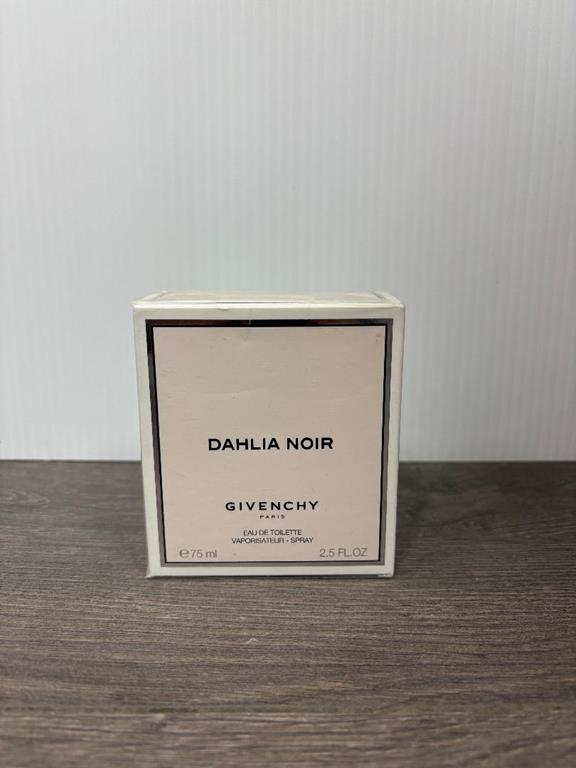 DAHLIA NOIR
GIVENCHY
PARIS
EAU DE TOILETTE
VAPORISATEUR - SPRAY
℮75 ml 2.5 FL.OZ